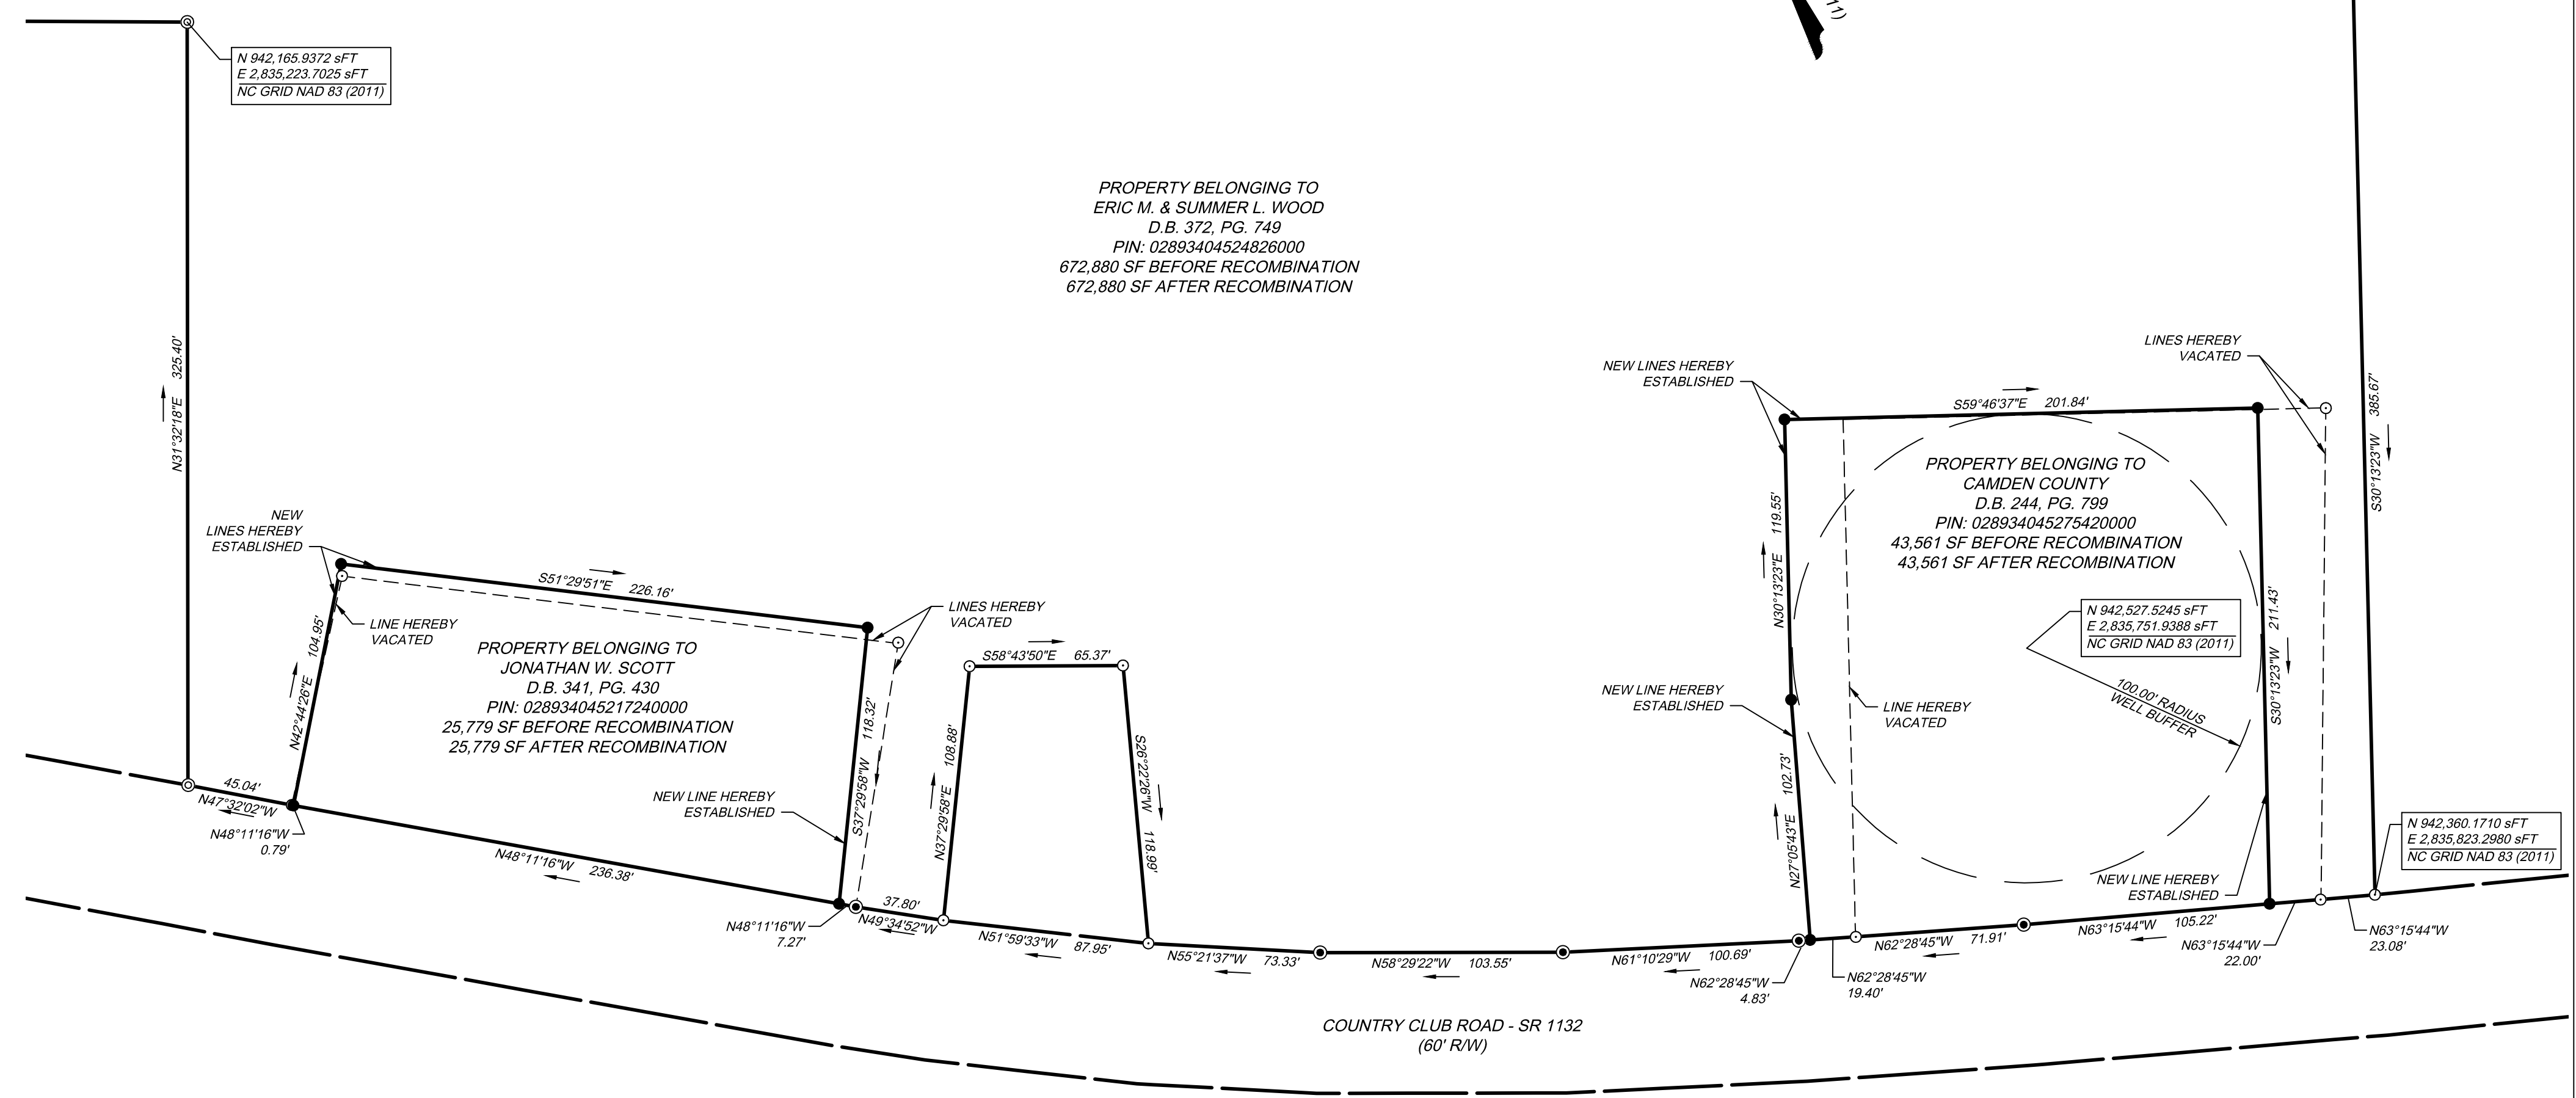 11)
N 942,165.9372 sFT
E 2,835,223.7025 sFT
NC GRID NAD 83 (2011)
PROPERTY BELONGING TO
ERIC M. & SUMMER L. WOOD
D.B. 372, PG. 749
PIN: 02893404524826000
672,880 SF BEFORE RECOMBINATION
672,880 SF AFTER RECOMBINATION
N31°32'18"E 325.40'
NEW
LINES HEREBY
ESTABLISHED
S51°29'51"E 226.16'
LINE HEREBY
VACATED
N42°44'26"E 104.95'
PROPERTY BELONGING TO
JONATHAN W. SCOTT
D.B. 341, PG. 430
PIN: 028934045217240000
25,779 SF BEFORE RECOMBINATION
25,779 SF AFTER RECOMBINATION
LINES HEREBY
VACATED
S37°29'58"W 118.32'
NEW LINE HEREBY
ESTABLISHED
45.04'
N47°32'02"W
N48°11'16"W
0.79'
N48°11'16"W 236.38'
N48°11'16"W
7.27'
37.80'
N49°34'52"W
N37°29'58"E 108.88'
S58°43'50"E 65.37'
S26°22'26"W 118.99'
N51°59'33"W 87.95'
N55°21'37"W 73.33'
N58°29'22"W 103.55'
N61°10'29"W 100.69'
N62°28'45"W
4.83'
N62°28'45"W
19.40'
N62°28'45"W 71.91'
N63°15'44"W 105.22'
N63°15'44"W
22.00'
N63°15'44"W
23.08'
NEW LINES HEREBY
ESTABLISHED
S59°46'37"E 201.84'
LINES HEREBY
VACATED
S30°13'23"W 385.67'
N30°13'23"E 119.55'
PROPERTY BELONGING TO
CAMDEN COUNTY
D.B. 244, PG. 799
PIN: 028934045275420000
43,561 SF BEFORE RECOMBINATION
43,561 SF AFTER RECOMBINATION
N 942,527.5245 sFT
E 2,835,751.9388 sFT
NC GRID NAD 83 (2011)
S30°13'23"W 211.43'
NEW LINE HEREBY
ESTABLISHED
LINE HEREBY
VACATED
100.00' RADIUS
WELL BUFFER
N27°05'43"E 102.73'
NEW LINE HEREBY
ESTABLISHED
N 942,360.1710 sFT
E 2,835,823.2980 sFT
NC GRID NAD 83 (2011)
COUNTRY CLUB ROAD - SR 1132
(60' R/W)